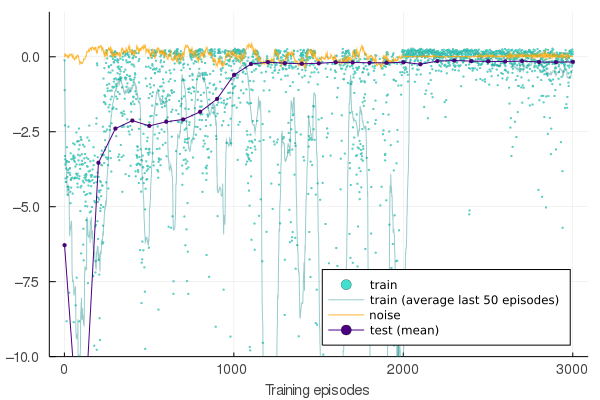 0.0
−2.5
−5.0
−7.5
−10.0
0
1000
2000
3000
Training episodes
train
train (average last 50 episodes)
noise
test (mean)